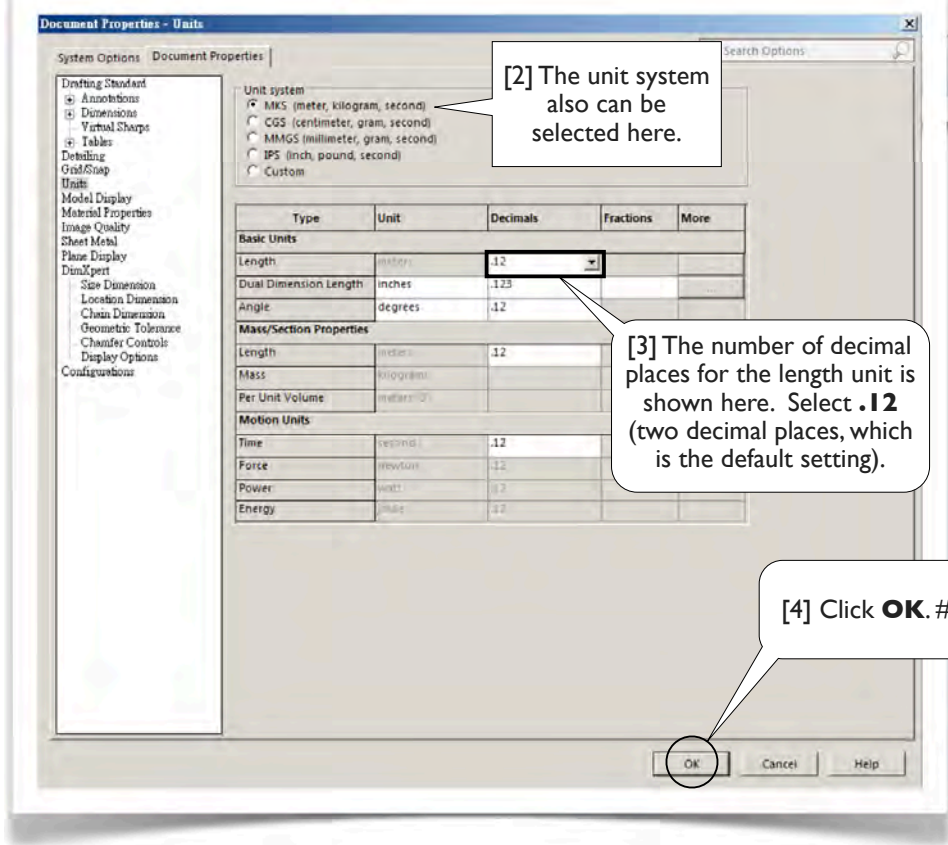 Document Properties - Units
System Options Document Properties
Search Options
[2] The unit system
also can be
selected here.
Drafting Standard
Annotations
Dimensions
Virtual Sharps
Tables
Detailing
Grid/Snap
Units
Model Display
Material Properties
Image Quality
Sheet Metal
Plane Display
DimXpert
Size Dimension
Location Dimension
Chain Dimension
Geometric Tolerance
Chamfer Controls
Display Options
Configurations
Unit system
MKS (meter, kilogram, second)
CGS (centimeter, gram, second)
MMGS (millimeter, gram, second)
IPS (inch, pound, second)
Custom
Type Unit Decimals Fractions More
Basic Units
Length meters .12
Dual Dimension Length inches .123
Angle degrees .12
Mass/Section Properties
Length meters .12
Mass kilograms
Per Unit Volume
Motion Units
Time second .12
Force newton .12
Power watt .12
Energy joule .12
[3] The number of decimal
places for the length unit is
shown here. Select .12
(two decimal places, which
is the default setting).
[4] Click OK. #
OK Cancel Help